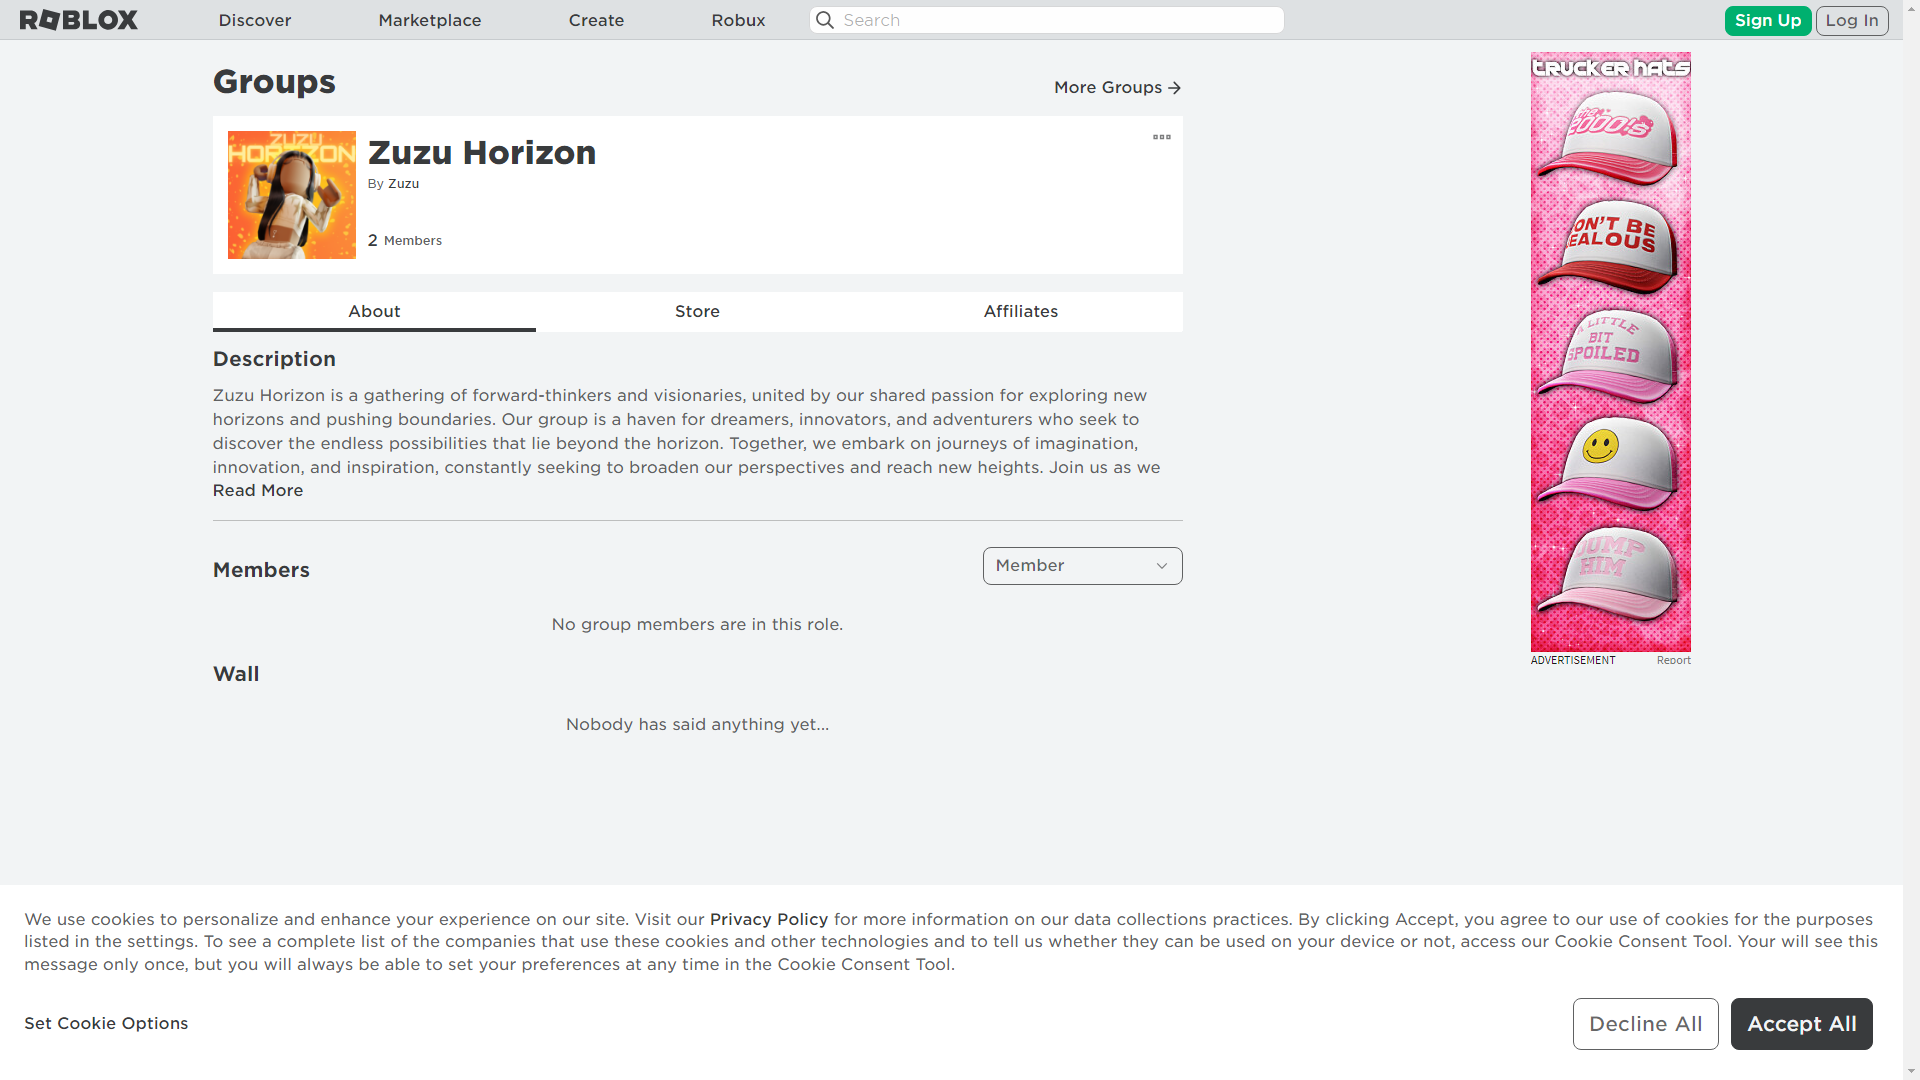 ROBLOX
Discover
Marketplace
Create
Robux
Search
Sign Up
Log In
Groups
More Groups
ZUZU
HORIZON
Zuzu Horizon
By Zuzu
2 Members
About
Store
Affiliates
Description
Zuzu Horizon is a gathering of forward-thinkers and visionaries, united by our shared passion for exploring new
horizons and pushing boundaries. Our group is a haven for dreamers, innovators, and adventurers who seek to
discover the endless possibilities that lie beyond the horizon. Together, we embark on journeys of imagination,
innovation, and inspiration, constantly seeking to broaden our perspectives and reach new heights. Join us as we
Read More
Members
Member
No group members are in this role.
Wall
Nobody has said anything yet...
TRUCKER HATS
2000's
ON'T BE
EALOUS
A LITTLE
BIT
SPOILED
JUMP
HIM
ADVERTISEMENT
Report
We use cookies to personalize and enhance your experience on our site. Visit our Privacy Policy for more information on our data collections practices. By clicking Accept, you agree to our use of cookies for the purposes
listed in the settings. To see a complete list of the companies that use these cookies and other technologies and to tell us whether they can be used on your device or not, access our Cookie Consent Tool. Your will see this
message only once, but you will always be able to set your preferences at any time in the Cookie Consent Tool.
Set Cookie Options
Decline All
Accept All